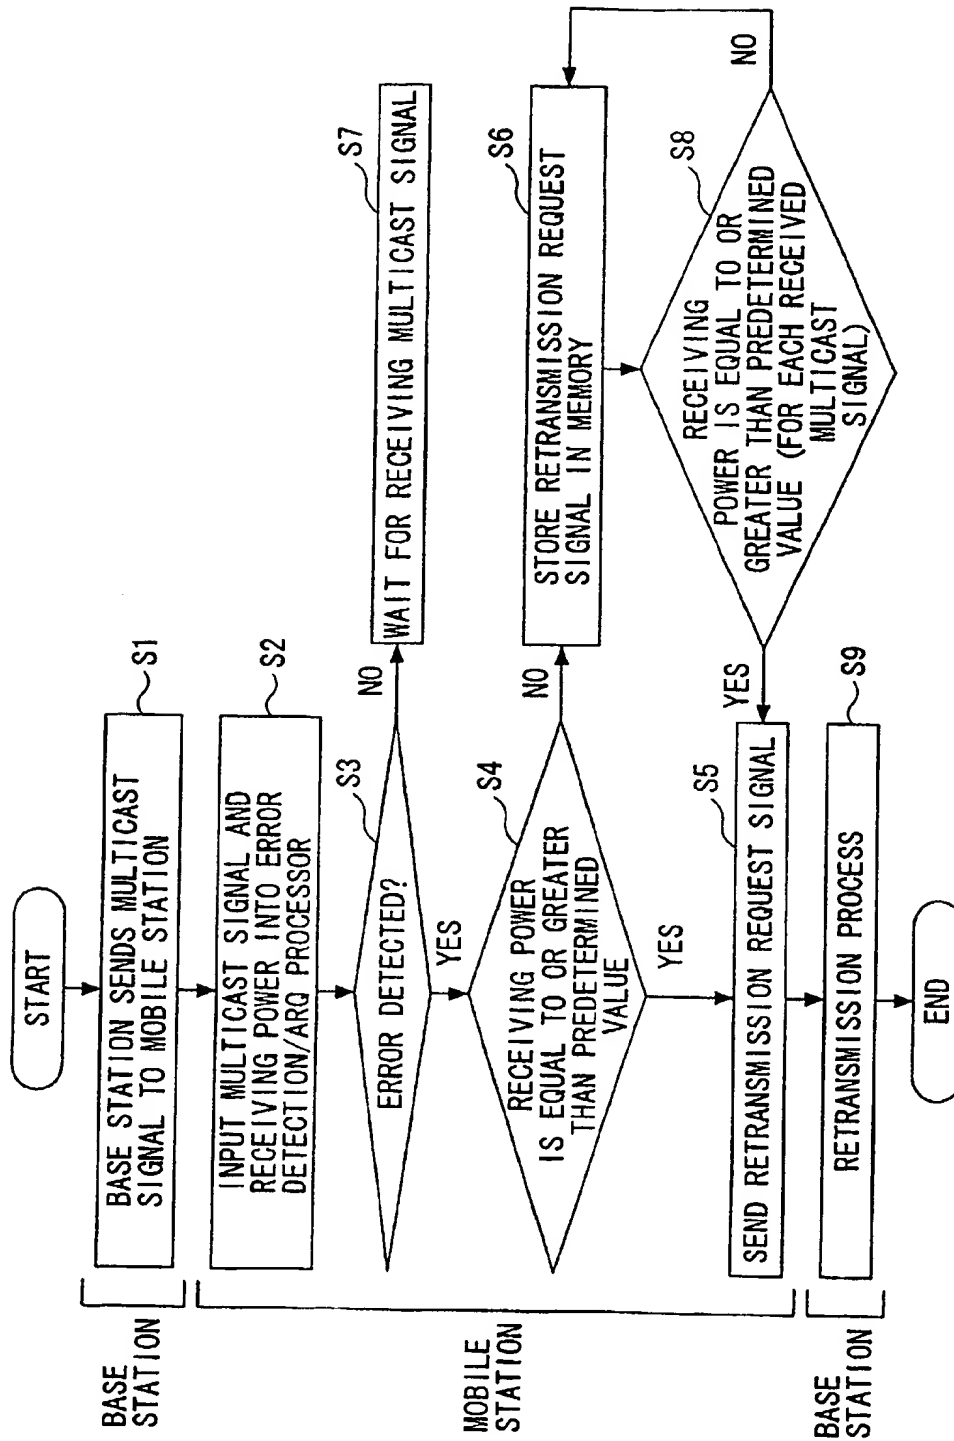 START
BASE STATION SENDS MULTICAST
SIGNAL TO MOBILE STATION
S1
INPUT MULTICAST SIGNAL AND
RECEIVING POWER INTO ERROR
DETECTION/ARQ PROCESSOR
S2
ERROR DETECTED?
S3
NO
YES
WAIT FOR RECEIVING MULTICAST SIGNAL
S7
RECEIVING POWER
IS EQUAL TO OR GREATER
THAN PREDETERMINED
VALUE
S4
NO
YES
STORE RETRANSMISSION REQUEST
SIGNAL IN MEMORY
S6
RECEIVING
POWER IS EQUAL TO OR
GREATER THAN PREDETERMINED
VALUE (FOR EACH RECEIVED
MULTICAST
SIGNAL)
S8
NO
YES
SEND RETRANSMISSION REQUEST SIGNAL
S5
RETRANSMISSION PROCESS
S9
END
BASE
STATION
MOBILE
STATION
BASE
STATION